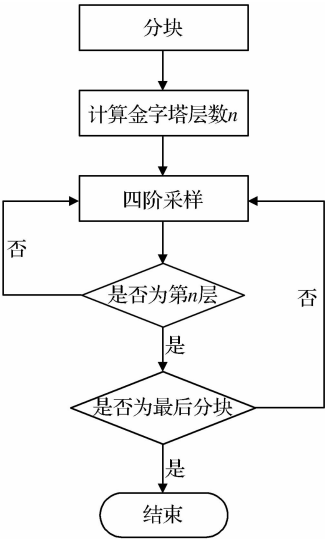 分块
计算金字塔层数n
四阶采样
否
是否为第n层
否
是
是否为最后分块
是
结束